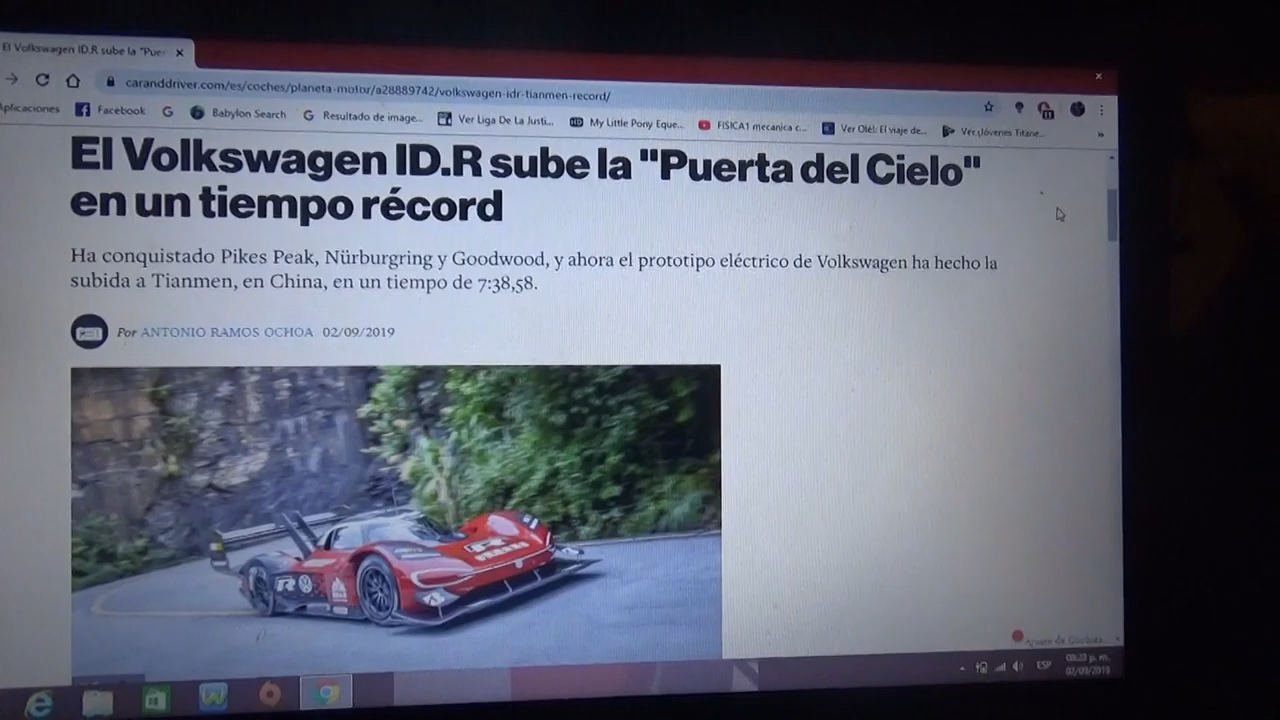 El Volkswagen ID.R sube la "Puer
caranddriver.com/es/coches/planeta-motor/a28889742/volkswagen-idr-tianmen-record/
plicaciones Facebook Babylon Search Resultado de image... Ver Liga De La Justi... My Little Pony Eque... FISICA1 mecanica c... Ver Olé!: El viaje de... Ver Jóvenes Titane... »
El Volkswagen ID.R sube la "Puerta del Cielo"
en un tiempo récord
Ha conquistado Pikes Peak, Nürburgring y Goodwood, y ahora el prototipo eléctrico de Volkswagen ha hecho la
subida a Tianmen, en China, en un tiempo de 7:38,58.
Por ANTONIO RAMOS OCHOA 02/09/2019
R
R
ESP
02/09/2019